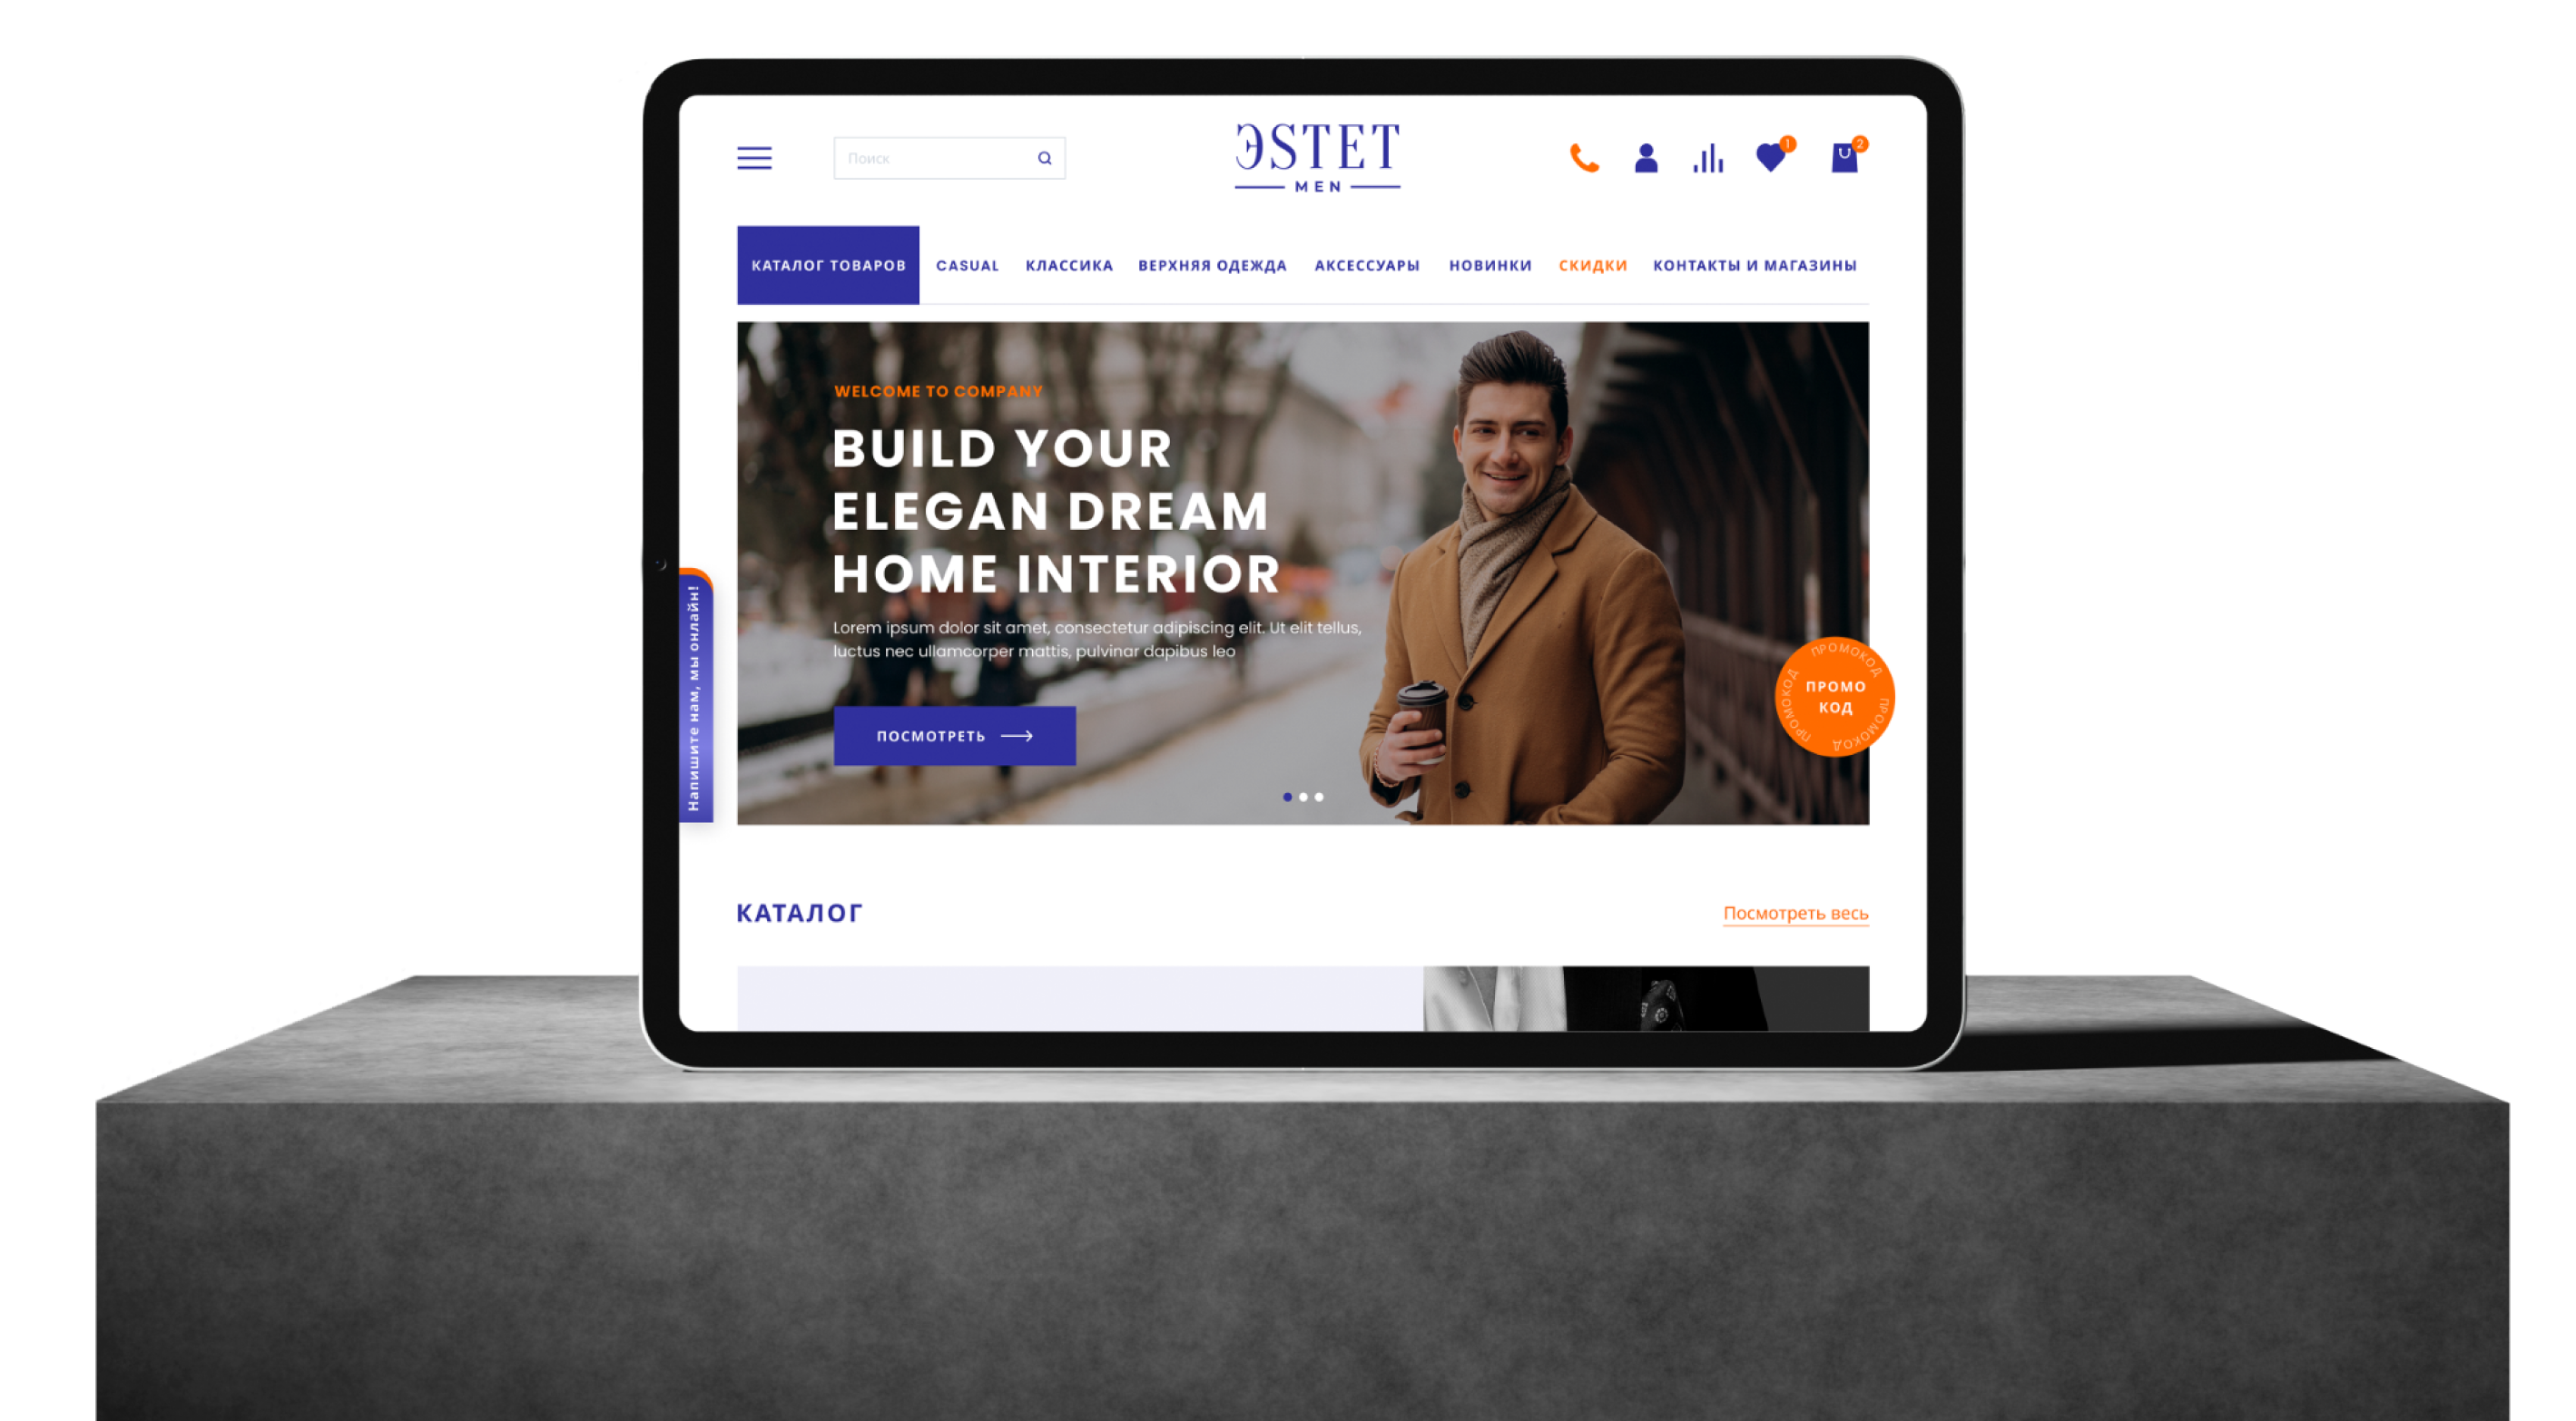 Поиск
ЭSTET
MEN
1
2
КАТАЛОГ ТОВАРОВ
CASUAL
КЛАССИКА
ВЕРХНЯЯ ОДЕЖДА
АКСЕССУАРЫ
НОВИНКИ
СКИДКИ
КОНТАКТЫ И МАГАЗИНЫ
WELCOME TO COMPANY
BUILD YOUR
ELEGAN DREAM
HOME INTERIOR
Lorem ipsum dolor sit amet, consectetur adipiscing elit. Ut elit tellus,
luctus nec ullamcorper mattis, pulvinar dapibus leo
ПОСМОТРЕТЬ
Напишите нам, мы онлайн!
ПРОМОКОД ПРОМОКОД ПРОМОКОД
ПРОМО
КОД
КАТАЛОГ
Посмотреть весь